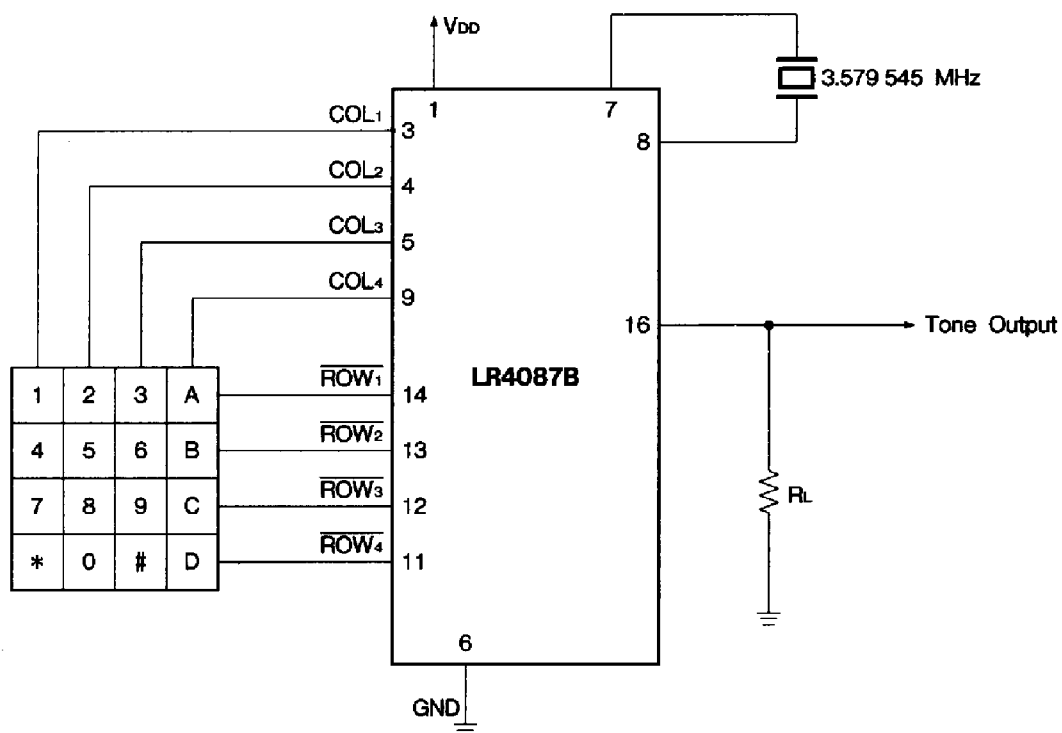 VDD
3.579 545 MHz
1
7
COL1
3
8
COL2
4
COL3
5
COL4
9
16
Tone Output
LR4087B
1 2 3 A
ROW1
14
4 5 6 B
ROW2
13
7 8 9 C
ROW3
12
* 0 # D
ROW4
11
RL
6
GND